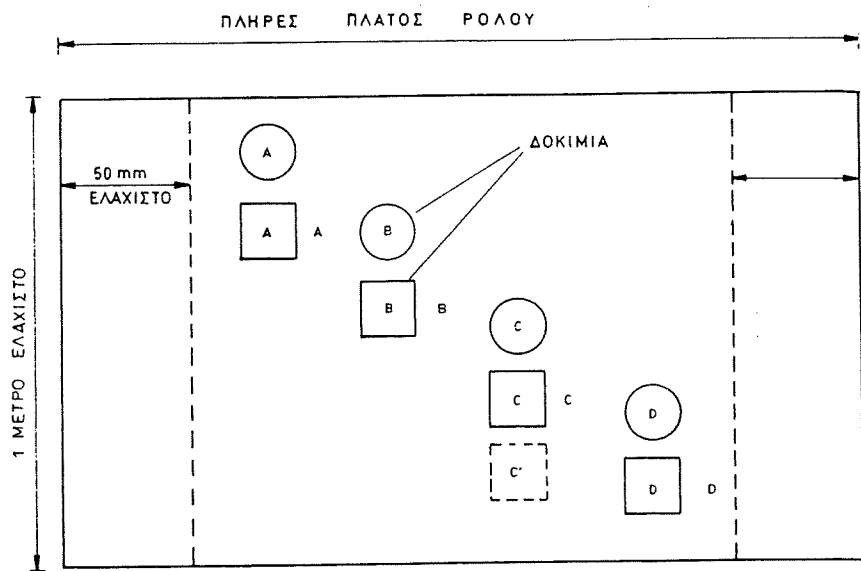 ΠΛΗΡΕΣ ΠΛΑΤΟΣ ΡΟΛΟΥ
A
ΔΟΚΙΜΙΑ
50 mm
ΕΛΑΧΙΣΤΟ
A A B
B B
C
C C
D
C'
D D
1 ΜΕΤΡΟ ΕΛΑΧΙΣΤΟ